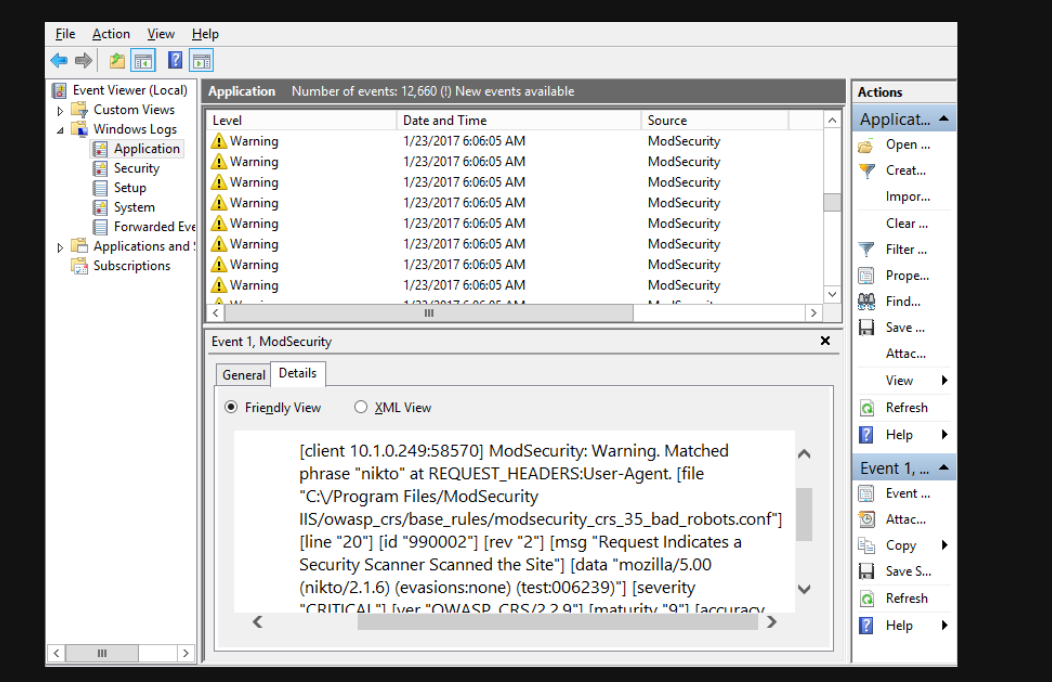 File Action View Help
Event Viewer (Local)
Custom Views
Windows Logs
Application
Security
Setup
System
Forwarded Eve
Applications and S
Subscriptions
Application Number of events: 12,660 (!) New events available
Level Date and Time Source
Warning 1/23/2017 6:06:05 AM ModSecurity
Warning 1/23/2017 6:06:05 AM ModSecurity
Warning 1/23/2017 6:06:05 AM ModSecurity
Warning 1/23/2017 6:06:05 AM ModSecurity
Warning 1/23/2017 6:06:05 AM ModSecurity
Warning 1/23/2017 6:06:05 AM ModSecurity
Warning 1/23/2017 6:06:05 AM ModSecurity
Warning 1/23/2017 6:06:05 AM ModSecurity
Event 1, ModSecurity
General Details
Friendly View XML View
[client 10.1.0.249:58570] ModSecurity: Warning. Matched
phrase "nikto" at REQUEST_HEADERS:User-Agent. [file
"C:\/Program Files/ModSecurity
IIS/owasp_crs/base_rules/modsecurity_crs_35_bad_robots.conf"]
[line "20"] [id "990002"] [rev "2"] [msg "Request Indicates a
Security Scanner Scanned the Site"] [data "mozilla/5.00
(nikto/2.1.6) (evasions:none) (test:006239)"] [severity
"CRITICAL"] [ver "OWASP_CRS/2.2.9"] [maturity "9"] [accuracy
Actions
Applicat...
Open ...
Creat...
Impor...
Clear ...
Filter ...
Prope...
Find...
Save ...
Attac...
View
Refresh
Help
Event 1, ...
Event ...
Attac...
Copy
Save S...
Refresh
Help